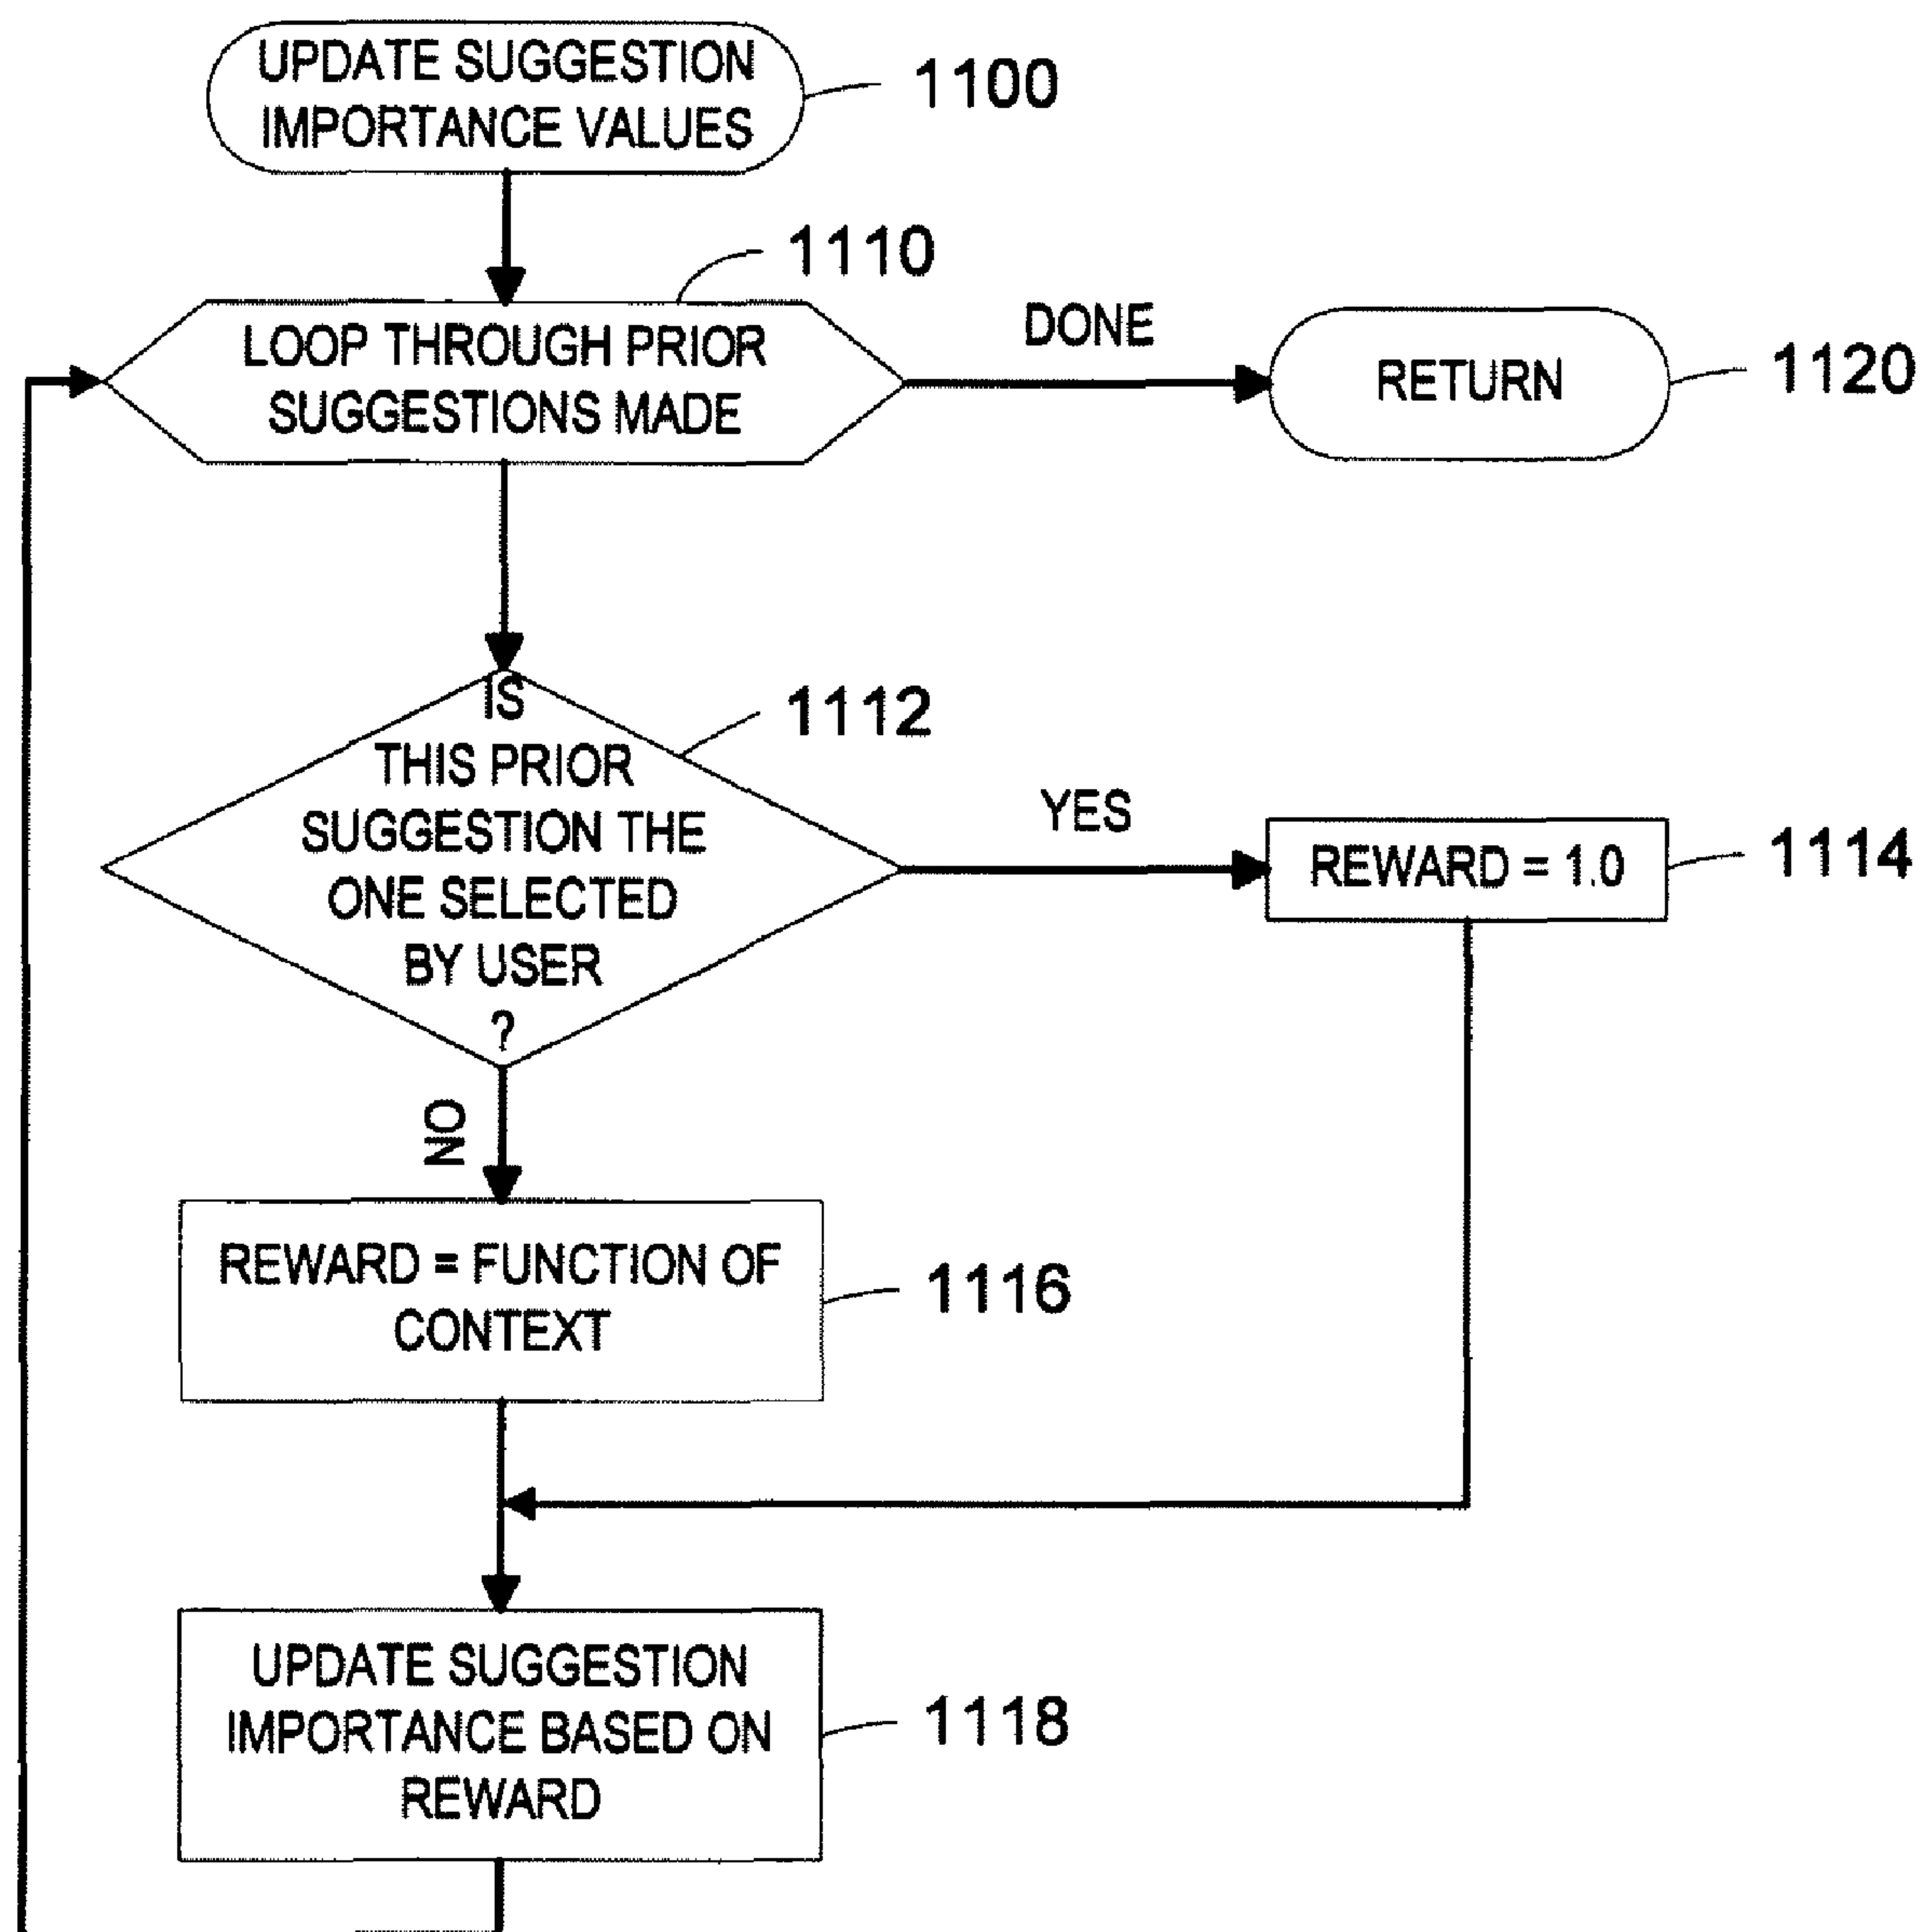 UPDATE SUGGESTION
IMPORTANCE VALUES
1100
1110
LOOP THROUGH PRIOR
SUGGESTIONS MADE
DONE
RETURN
1120
IS
THIS PRIOR
SUGGESTION THE
ONE SELECTED
BY USER
?
1112
YES
REWARD = 1.0
1114
NO
REWARD = FUNCTION OF
CONTEXT
1116
UPDATE SUGGESTION
IMPORTANCE BASED ON
REWARD
1118